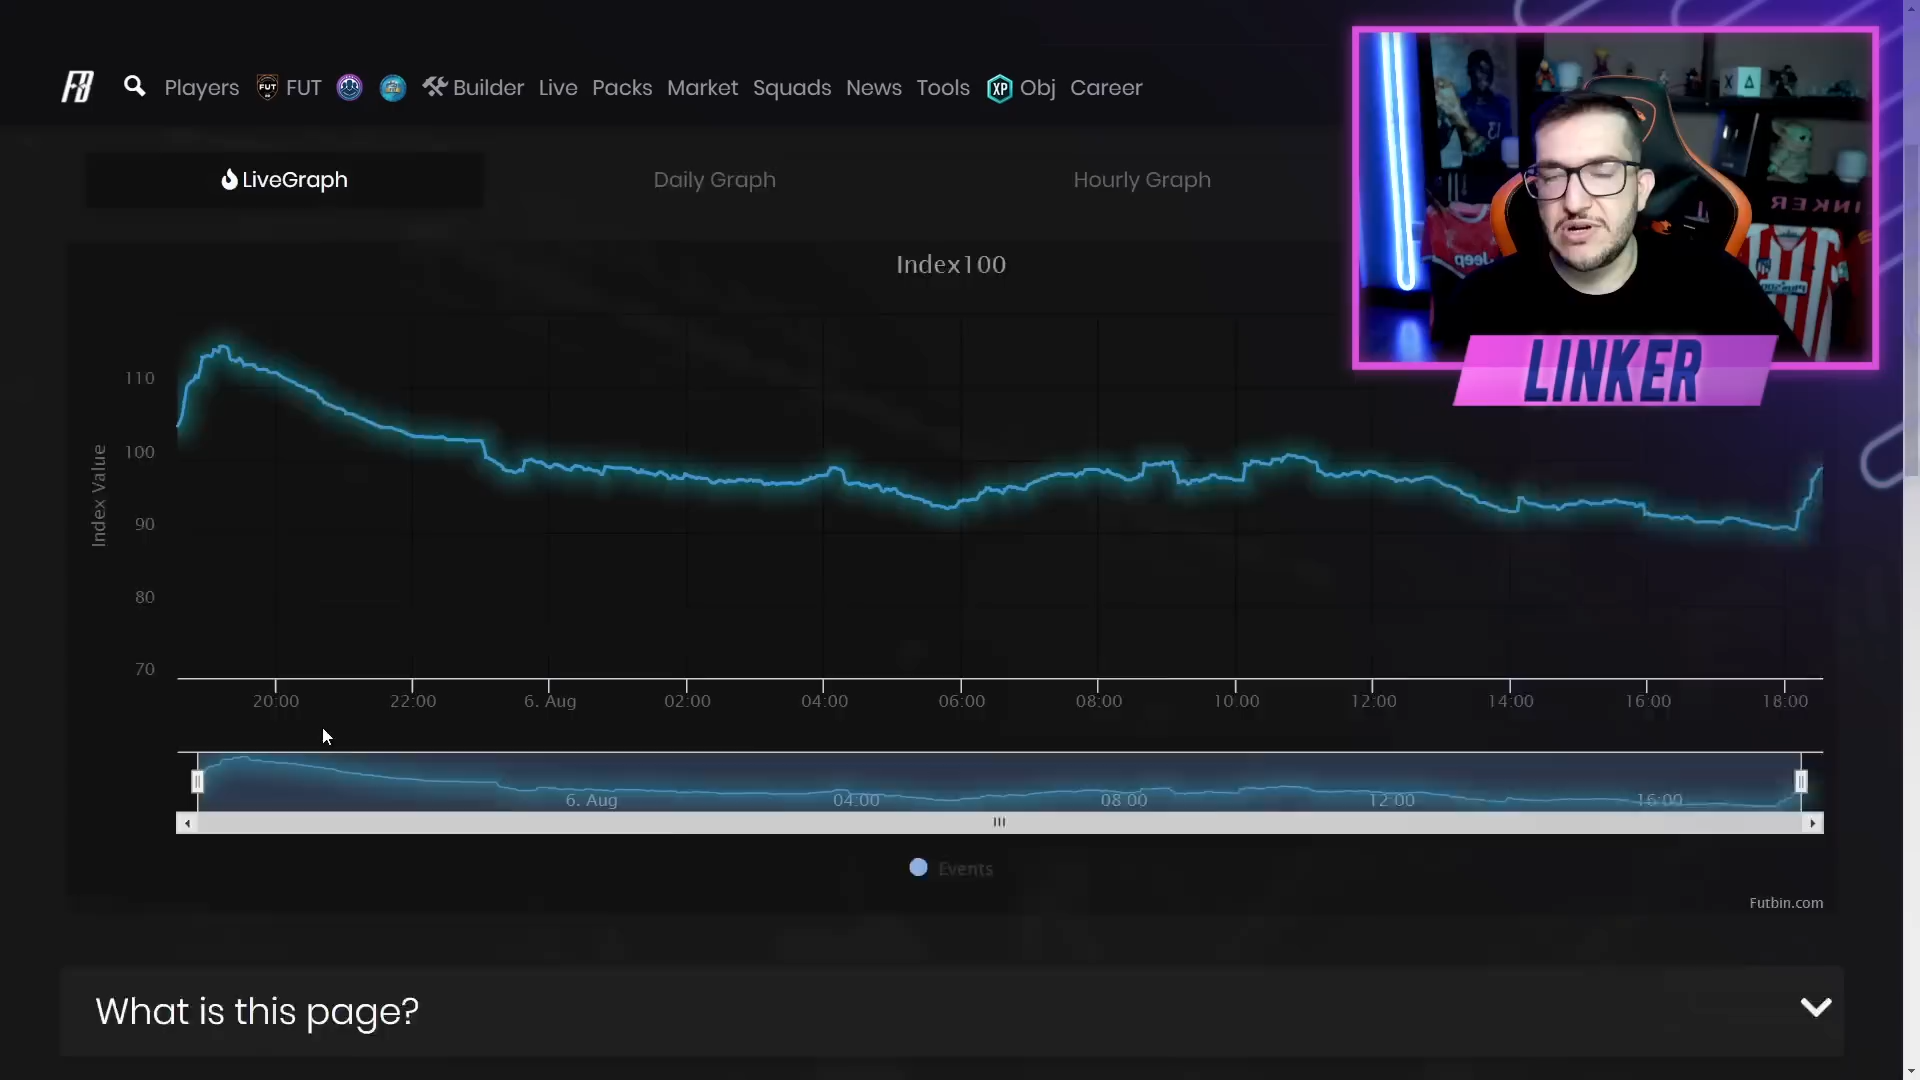 FB Players FUT Builder Live Packs Market Squads News Tools XP Obj Career
LiveGraph Daily Graph Hourly Graph
Index100
110
100
90
80
70
Index Value
20:00 22:00 6. Aug 02:00 04:00 06:00 08:00 10:00 12:00 14:00 16:00 18:00
6. Aug 04:00 08:00 12:00 16:00
Events
Futbin.com
What is this page?
LINKER
Jeep
LINKER